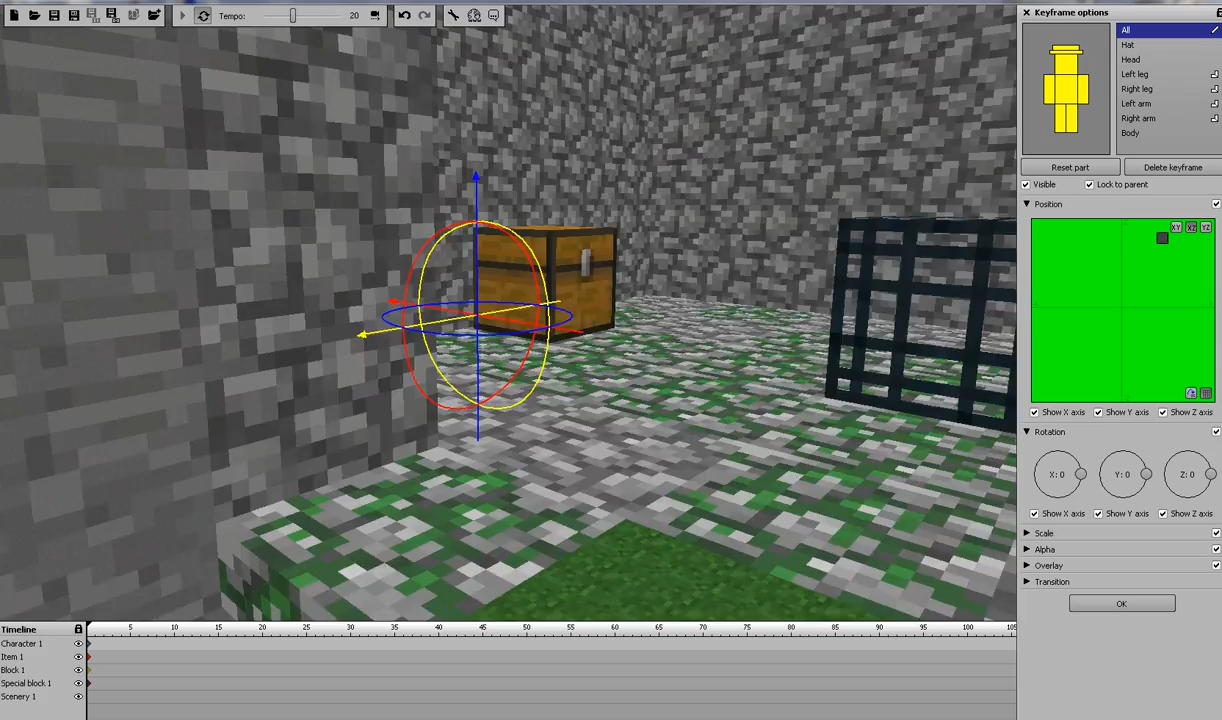 Tempo: 20
Keyframe options
All
Hat
Head
Left leg
Right leg
Left arm
Right arm
Body
Reset part Delete keyframe
Visible Lock to parent
Position
XY XZ YZ
Show X axis Show Y axis Show Z axis
Rotation
X: 0 Y: 0 Z: 0
Show X axis Show Y axis Show Z axis
Scale
Alpha
Overlay
Transition
OK
Timeline 5 10 15 20 25 30 35 40 45 50 55 60 65 70 75 80 85 90 95 100 105
Character 1
Item 1
Block 1
Special block 1
Scenery 1